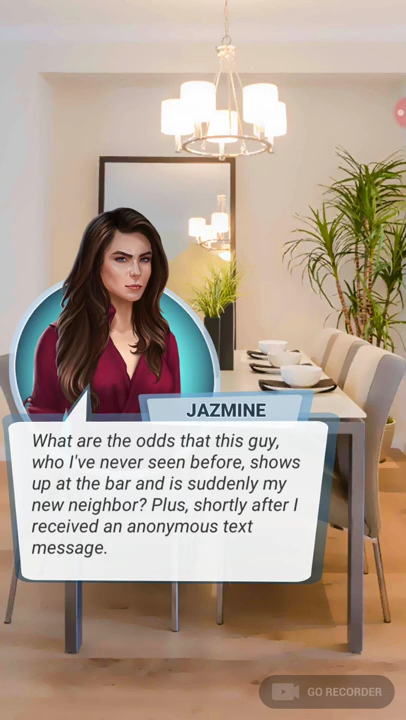 JAZMINE
What are the odds that this guy,
who I've never seen before, shows
up at the bar and is suddenly my
new neighbor? Plus, shortly after I
received an anonymous text
message.
GO RECORDER